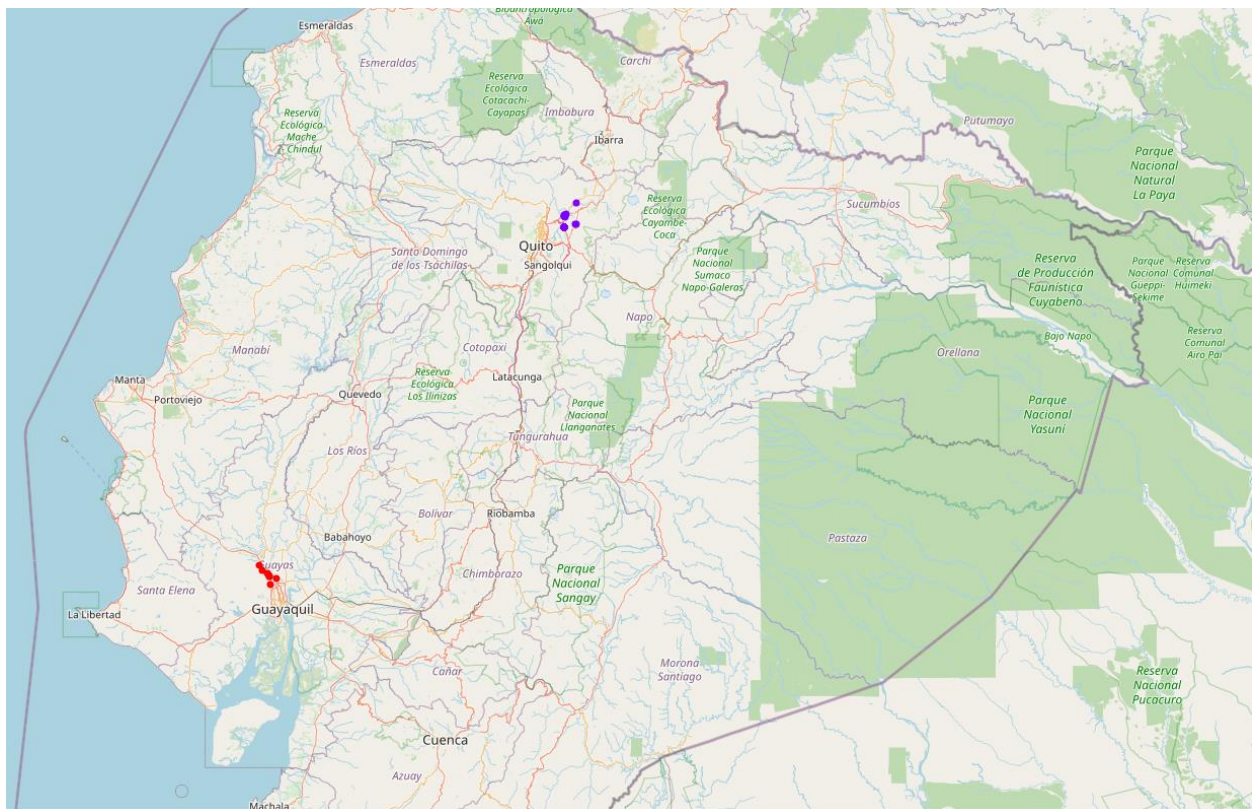 Bioantropológica
Awá
Esmeraldas
Carchi
Esmeraldas
Reserva
Ecológica
Cotacachi-
Cayapas
Imbabura
Reserva
Ecológica
Mache
Chindul
Ibarra
Putumayo
Parque
Nacional
Natural
La Paya
Reserva
Ecológica
Cayambe-
Coca
Sucumbíos
Quito
Sangolqui
Santo Domingo
de los Tsáchilas
Parque
Nacional
Sumaco
Napo-Galeras
Reserva
de Producción
Faunística
Cuyabeno
Parque
Nacional
Gueppi-
Sekime
Reserva
Comunal
Huimeki
Napo
Bajo Napo
Reserva
Comunal
Airo Pai
Manabí
Cotopaxi
Orellana
Reserva
Ecológica
Los Ilinizas
Latacunga
Manta
Portoviejo
Quevedo
Parque
Nacional
Llanganates
Parque
Nacional
Yasuní
Tungurahua
Los Ríos
Bolívar
Riobamba
Babahoyo
Pastaza
Guayas
Chimborazo
Parque
Nacional
Sangay
Santa Elena
La Libertad
Guayaquil
Cañar
Morona
Santiago
Reserva
Nacional
Pucacuro
Cuenca
Azuay
Machala